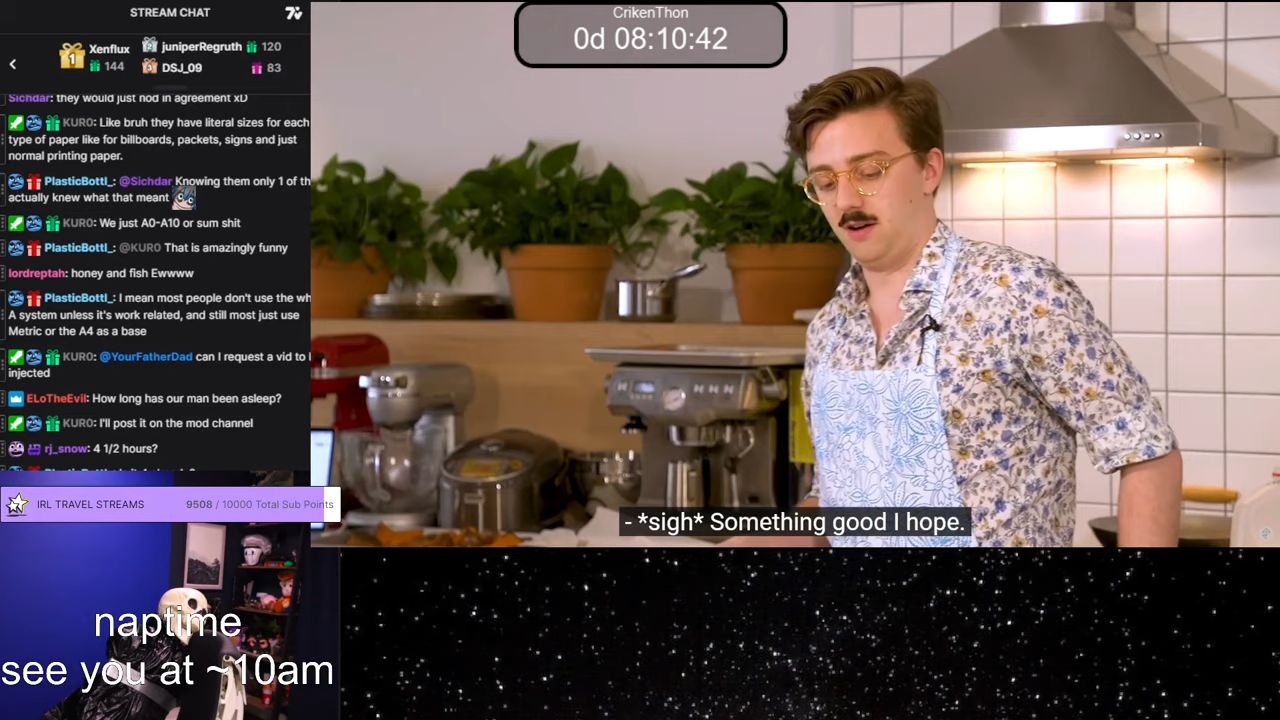 STREAM CHAT
Xenflux
144
juniperRegruth 120
DSJ_09 83
Sichdar: they would just nod in agreement xD
KUR0: Like bruh they have literal sizes for each
type of paper like for billboards, packets, signs and just
normal printing paper.
PlasticBottl_: @Sichdar Knowing them only 1 of th
actually knew what that meant
KUR0: We just A0-A10 or sum shit
PlasticBottl_: @KUR0 That is amazingly funny
lordreptah: honey and fish Ewwww
PlasticBottl_: I mean most people don't use the wh
A system unless it's work related, and still most just use
Metric or the A4 as a base
KUR0: @YourFatherDad can I request a vid to
injected
ELoTheEvil: How long has our man been asleep?
KUR0: I'll post it on the mod channel
rj_snow: 4 1/2 hours?
IRL TRAVEL STREAMS 9508 / 10000 Total Sub Points
naptime
see you at ~10am
CrikenThon
0d 08:10:42
- *sigh* Something good I hope.